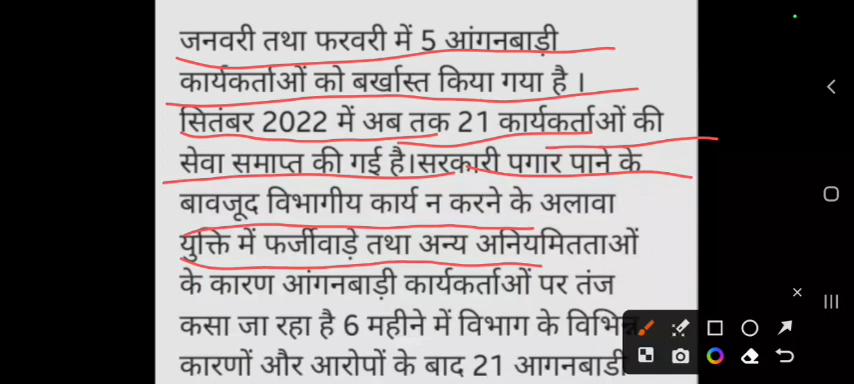 जनवरी तथा फरवरी में 5 आंगनबाड़ी
कार्यकर्ताओं को बर्खास्त किया गया है ।
सितंबर 2022 में अब तक 21 कार्यकर्ताओं की
सेवा समाप्त की गई है।सरकारी पगार पाने के
बावजूद विभागीय कार्य न करने के अलावा
युक्ति में फर्जीवाड़े तथा अन्य अनियमितताओं
के कारण आंगनबाड़ी कार्यकर्ताओं पर तंज
कसा जा रहा है 6 महीने में विभाग के विभिन्न
कारणों और आरोपों के बाद 21 आगनबाडी